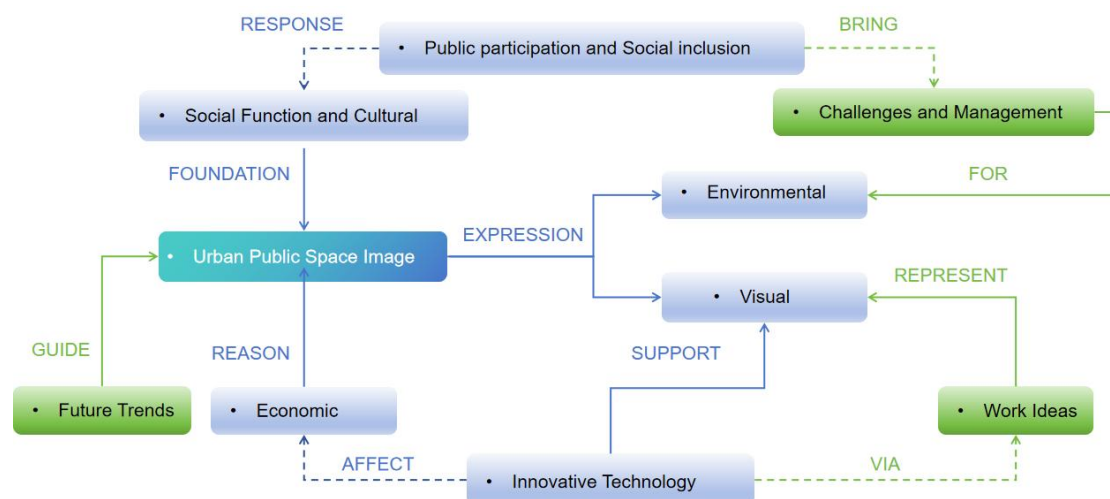 RESPONSE
• Public participation and Social inclusion
BRING
• Social Function and Cultural
• Challenges and Management
FOUNDATION
• Environmental
FOR
• Urban Public Space Image
EXPRESSION
• Visual
REPRESENT
GUIDE
REASON
SUPPORT
• Future Trends
• Economic
• Work Ideas
AFFECT
• Innovative Technology
VIA